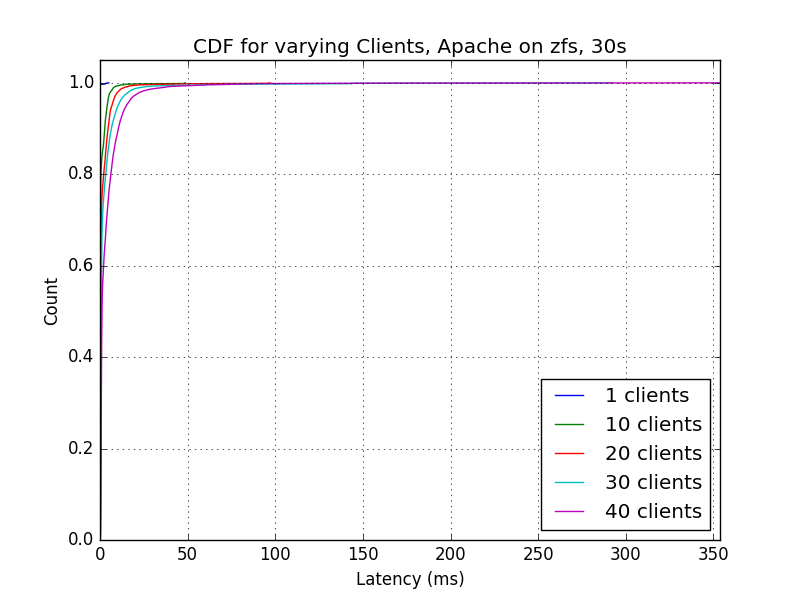 CDF for varying Clients, Apache on zfs, 30s
1.0
0.8
0.6
0.4
0.2
0.0
Count
1 clients
10 clients
20 clients
30 clients
40 clients
0 50 100 150 200 250 300 350
Latency (ms)